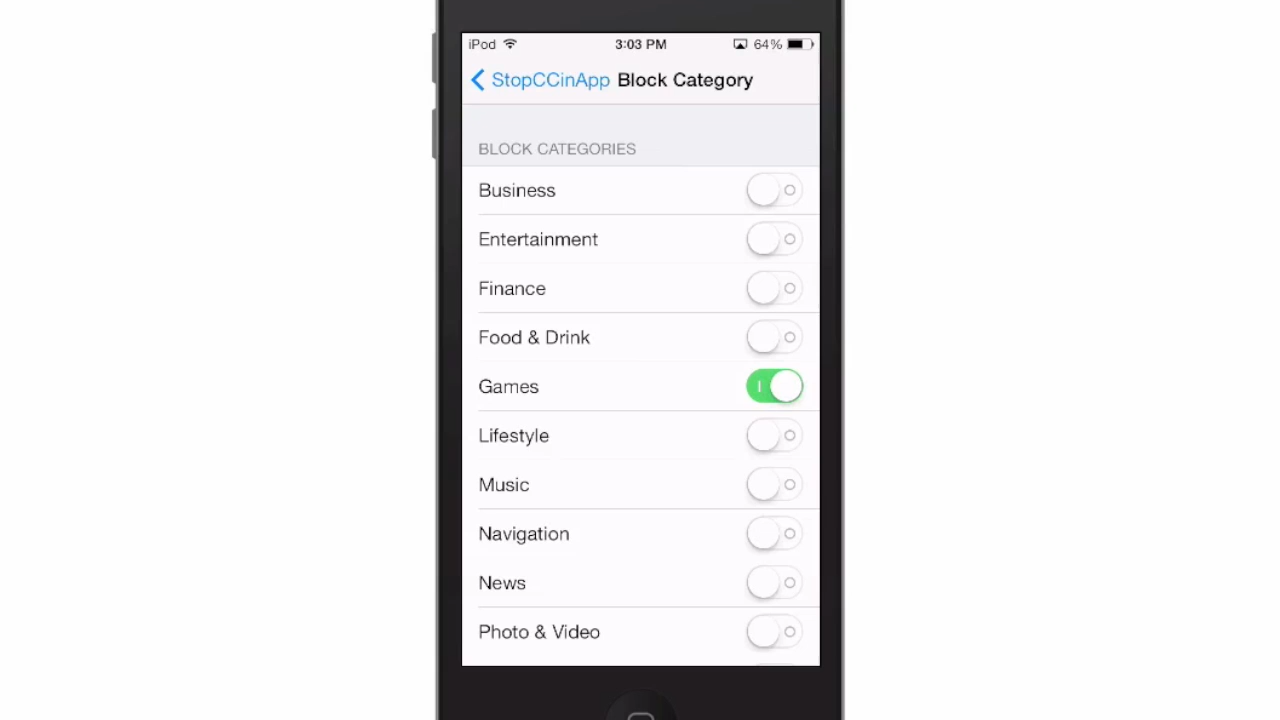 iPod 3:03 PM 64%
StopCCinApp Block Category
BLOCK CATEGORIES
Business
Entertainment
Finance
Food & Drink
Games
Lifestyle
Music
Navigation
News
Photo & Video